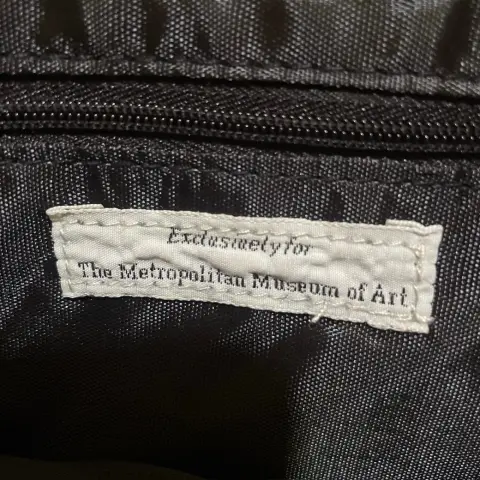 Exclusively for
The Metropolitan Museum of Art